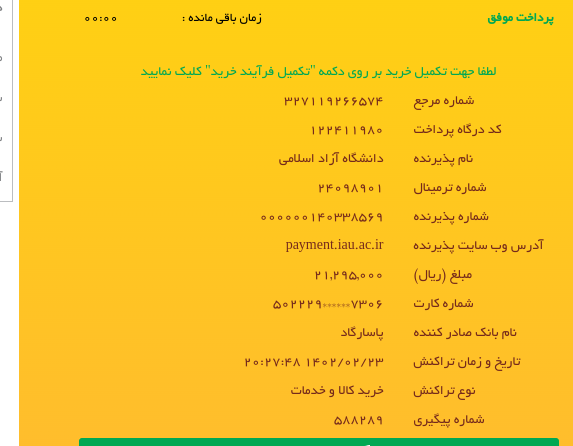 پرداخت موفق زمان باقی مانده : ۰۰:۰۰
لطفا جهت تکمیل خرید بر روی دکمه "تکمیل فرآیند خرید" کلیک نمایید
شماره مرجع ۳۲۷۱۱۹۲۶۶۵۷۴
کد درگاه پرداخت ۱۲۲۴۱۱۹۸۰
نام پذیرنده دانشگاه آزاد اسلامی
شماره ترمینال ۲۴۰۹۸۹۰۱
شماره پذیرنده ۰۰۰۰۰۰۱۴۰۳۳۸۵۶۹
آدرس وب سایت پذیرنده payment.iau.ac.ir
مبلغ (ریال) ۲۱,۲۹۵,۰۰۰
شماره کارت ۵۰۲۲۲۹******۷۳۰۶
نام بانک صادر کننده پاسارگاد
تاریخ و زمان تراکنش ۱۴۰۲/۰۲/۲۳ ۲۰:۲۷:۴۸
نوع تراکنش خرید کالا و خدمات
شماره پیگیری ۵۸۸۲۸۹